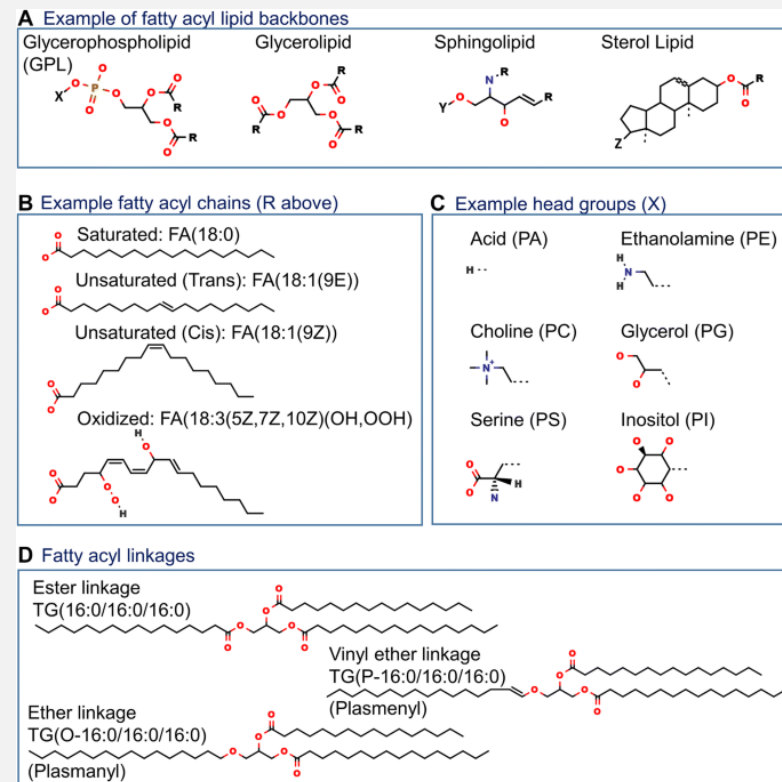 A Example of fatty acyl lipid backbones
Glycerophospholipid
(GPL)
Glycerolipid
Sphingolipid
Sterol Lipid
X
O
O
P
O
O
O
O
R
O
R
O
R
O
O
R
O
O
R
O
O
Y
O
N
R
O
R
O
R
O
Z
B Example fatty acyl chains (R above)
Saturated: FA(18:0)
O
O
Unsaturated (Trans): FA(18:1(9E))
O
O
Unsaturated (Cis): FA(18:1(9Z))
O
O
Oxidized: FA(18:3(5Z,7Z,10Z)(OH,OOH)
H
O
O
O
O
O
H
C Example head groups (X)
Acid (PA)
H
Ethanolamine (PE)
H
N
H
Choline (PC)
N+
Glycerol (PG)
O
O
Serine (PS)
O
O
H
N
Inositol (PI)
O
O
O
O
O
D Fatty acyl linkages
Ester linkage
TG(16:0/16:0/16:0)
O
O
O
O
O
O
Vinyl ether linkage
TG(P-16:0/16:0/16:0)
(Plasmenyl)
O
O
O
O
O
Ether linkage
TG(O-16:0/16:0/16:0)
(Plasmanyl)
O
O
O
O
O